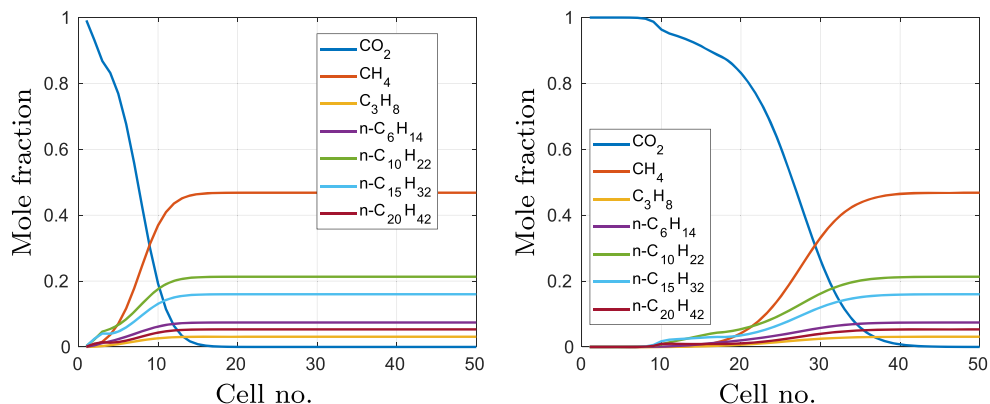 Mole fraction
1
0.8
0.6
0.4
0.2
0
0 10 20 30 40 50
Cell no.
CO2
CH4
C3H8
n-C6H14
n-C10H22
n-C15H32
n-C20H42
Mole fraction
1
0.8
0.6
0.4
0.2
0
0 10 20 30 40 50
Cell no.
CO2
CH4
C3H8
n-C6H14
n-C10H22
n-C15H32
n-C20H42